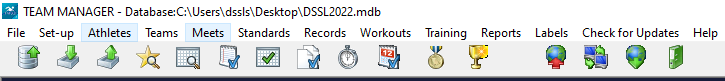 TEAM MANAGER - Database:C:\Users\dssls\Desktop\DSSL2022.mdb
File Set-up Athletes Teams Meets Standards Records Workouts Training Reports Labels Check for Updates Help
12